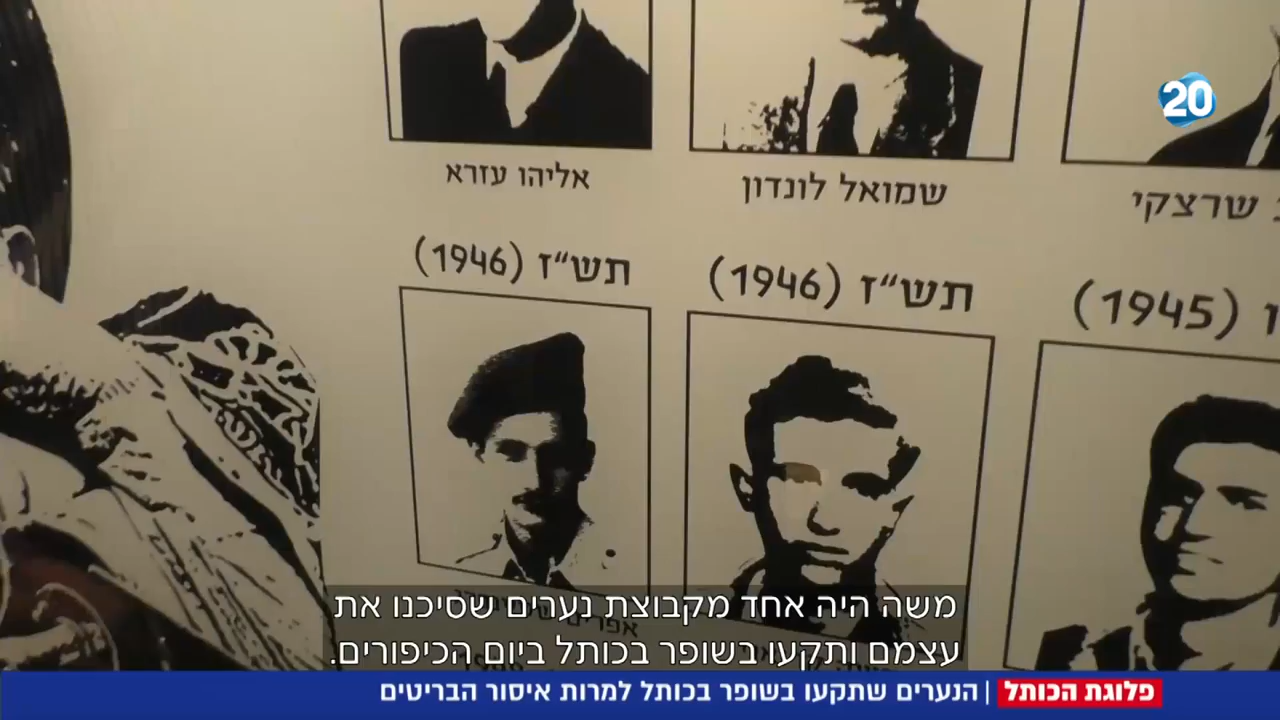 20
אליהו עזרא
שמואל לונדון
שרצקי
תש״ז (1946)
תש״ז (1946)
(1945)
אפרים
משה היה אחד מקבוצת נערים שסיכנו את
עצמם ותקעו בשופר בכותל ביום הכיפורים.
פלוגת הכותל | הנערים שתקעו בשופר בכותל למרות איסור הבריטים